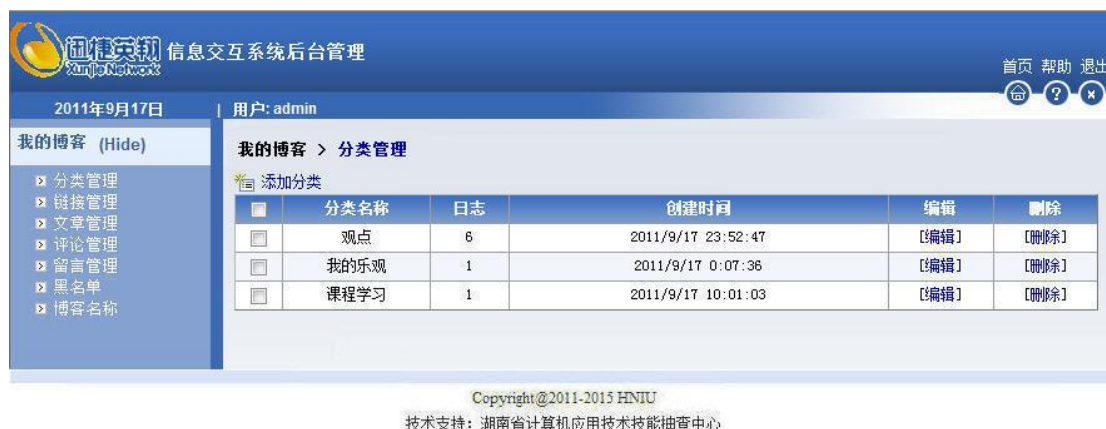 迅捷英翔 信息交互系统后台管理
XunjieNetwork
首页 帮助 退出
2011年9月17日 | 用户: admin
我的博客 (Hide)
分类管理
链接管理
文章管理
评论管理
留言管理
黑名单
博客名称
我的博客 > 分类管理
添加分类
分类名称 日志 创建时间 编辑 删除
观点 6 2011/9/17 23:52:47 [编辑] [删除]
我的乐观 1 2011/9/17 0:07:36 [编辑] [删除]
课程学习 1 2011/9/17 10:01:03 [编辑] [删除]
Copyright@2011-2015 HNIU
技术支持：湖南省计算机应用技术技能抽查中心